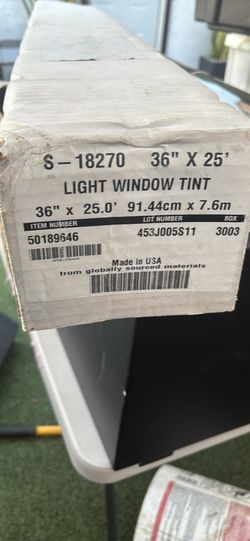 S-18270 36" X 25'
LIGHT WINDOW TINT
36" x 25.0' 91.44cm x 7.6m
ITEM NUMBER LOT NUMBER BOX
50189646 453J005S11 3003
Made in USA
from globally sourced materials